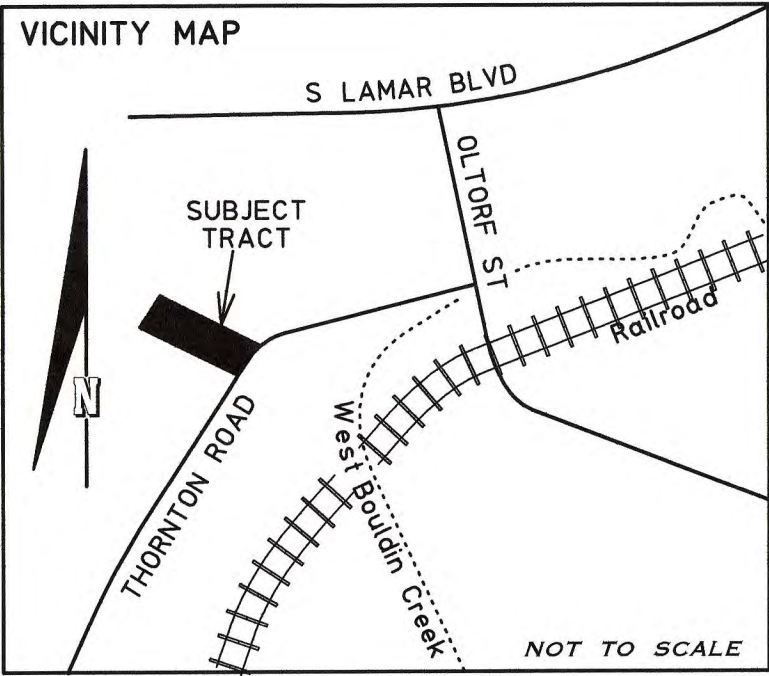 VICINITY MAP
S LAMAR BLVD
OLTORF ST
SUBJECT
TRACT
Railroad
N
THORNTON ROAD
West Bouldin Creek
NOT TO SCALE